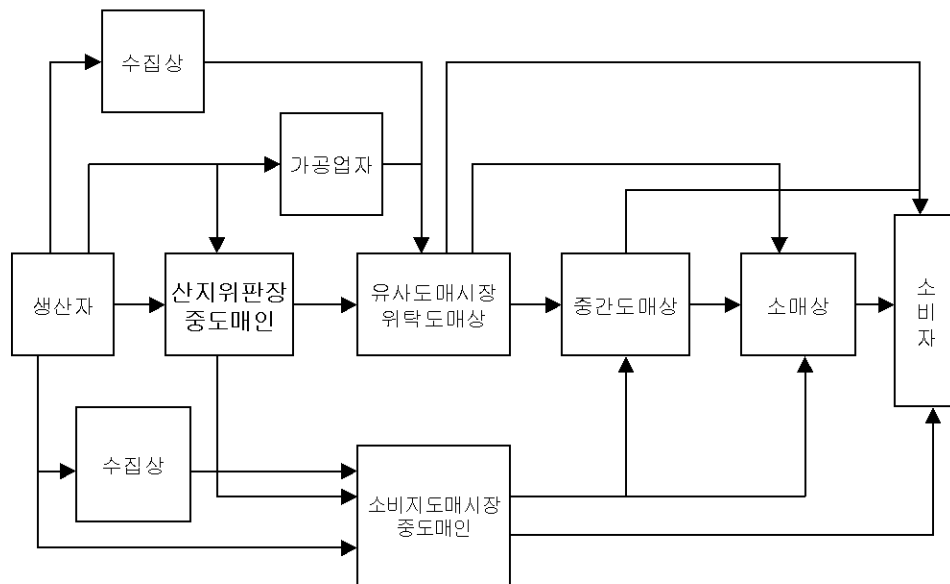 수집상
가공업자
생산자
산지위판장
중도매인
유사도매시장
위탁도매상
중간도매상
소매상
소
비
자
수집상
소비지도매시장
중도매인